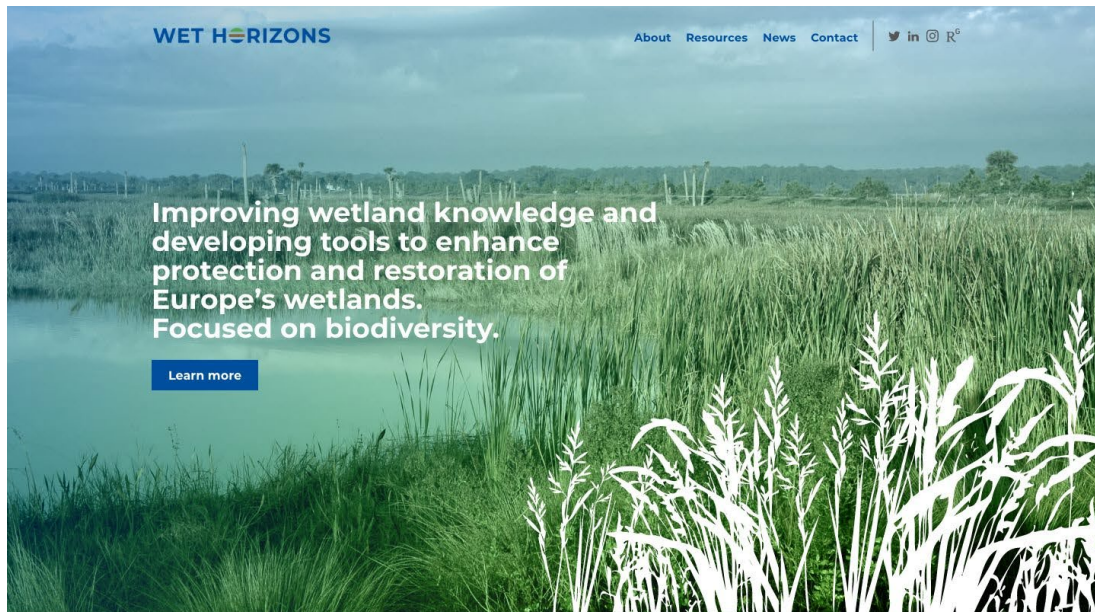 WET HORIZONS
About Resources News Contact
R^G
Improving wetland knowledge and
developing tools to enhance
protection and restoration of
Europe’s wetlands.
Focused on biodiversity.
Learn more